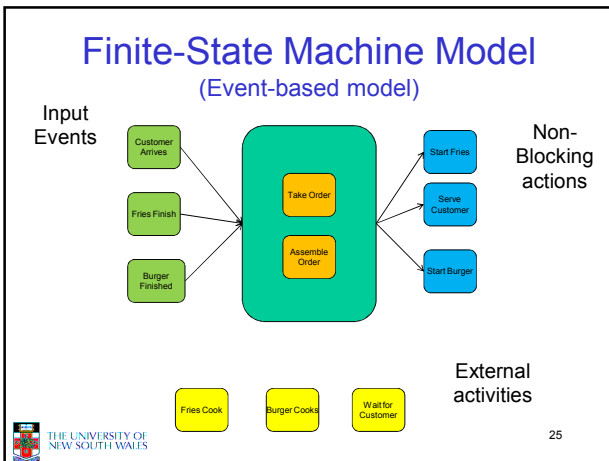 Finite-State Machine Model
(Event-based model)
Input
Events
Customer
Arrives
Fries Finish
Burger
Finished
Take Order
Assemble
Order
Start Fries
Serve
Customer
Start Burger
Non-
Blocking
actions
External
activities
Fries Cook
Burger Cooks
Wait for
Customer
THE UNIVERSITY OF
NEW SOUTH WALES
25